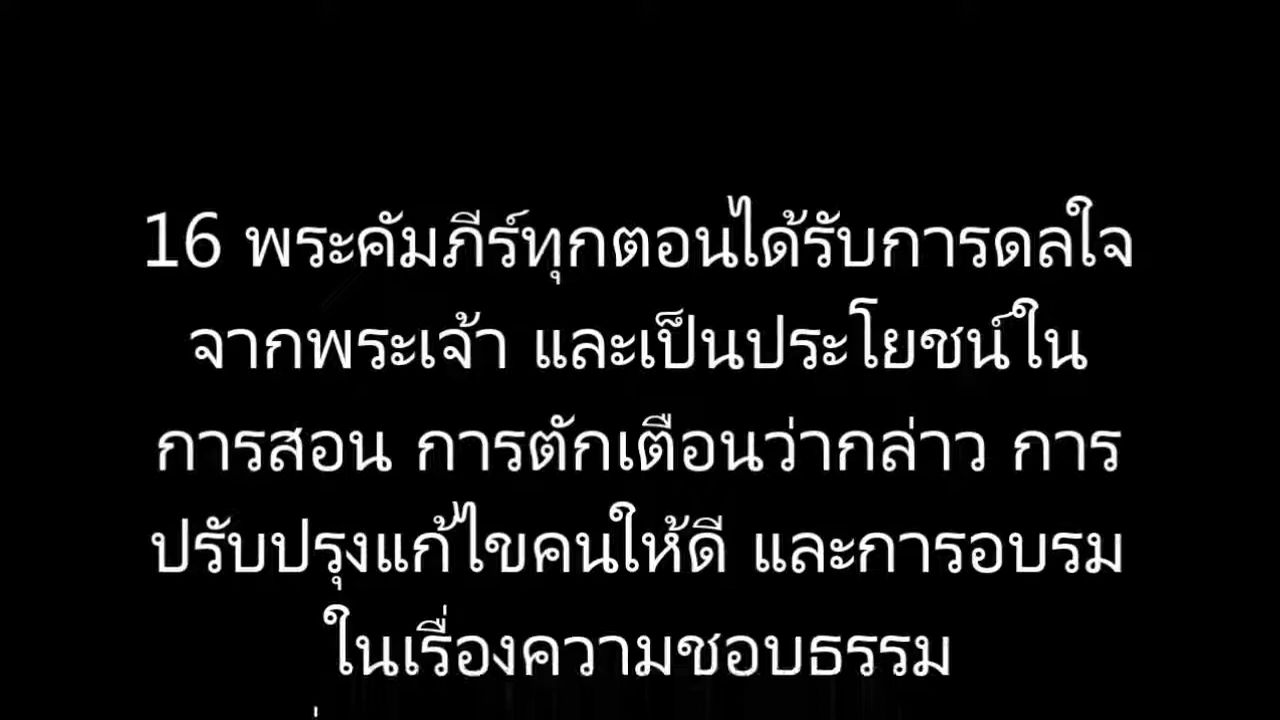 16 พระคัมภีร์ทุกตอนได้รับการดลใจ
จากพระเจ้า และเป็นประโยชน์ใน
การสอน การตักเตือนว่ากล่าว การ
ปรับปรุงแก้ไขคนให้ดี และการอบรม
ในเรื่องความชอบธรรม